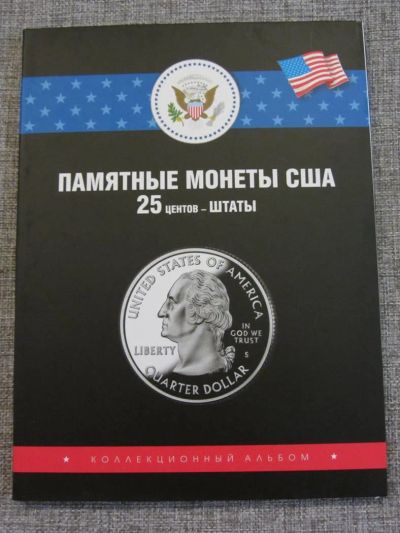 ПАМЯТНЫЕ МОНЕТЫ США
25 ЦЕНТОВ – ШТАТЫ
UNITED STATES OF AMERICA
IN
GOD WE
TRUST
LIBERTY
S
QUARTER DOLLAR
КОЛЛЕКЦИОННЫЙ АЛЬБОМ